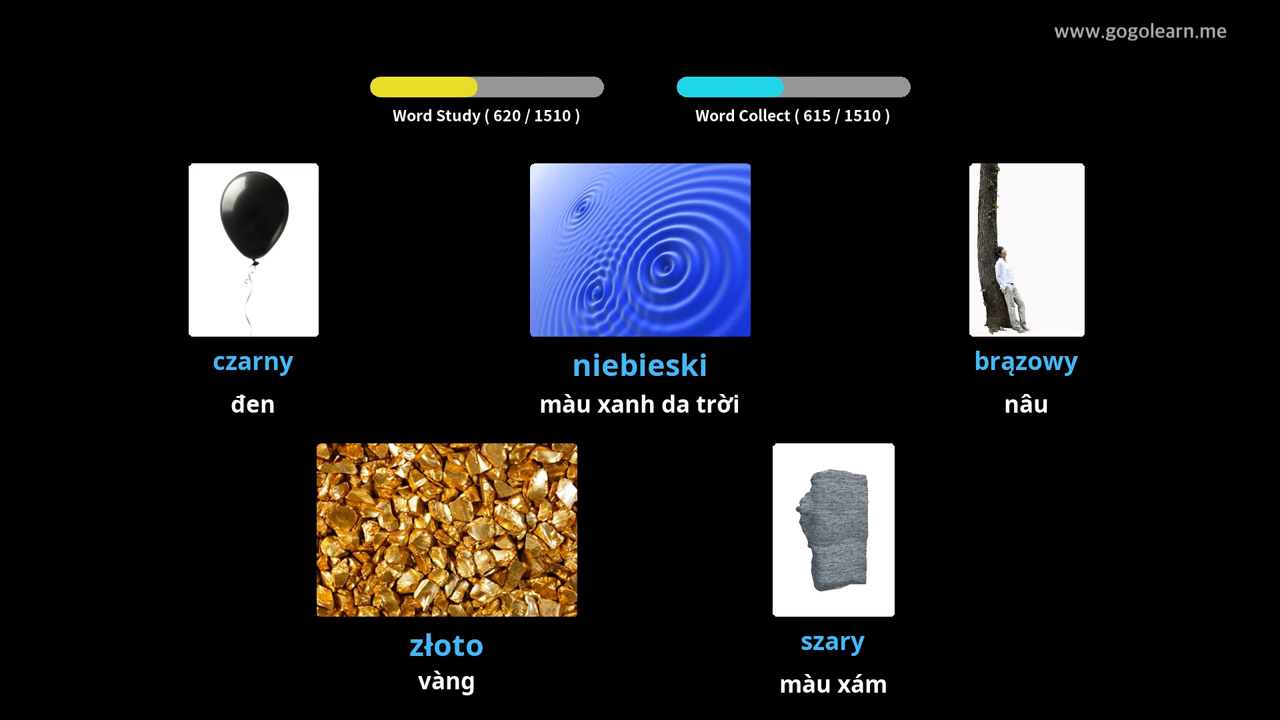 www.gogolearn.me
Word Study ( 620 / 1510 )
Word Collect ( 615 / 1510 )
czarny
niebieski
brązowy
đen
màu xanh da trời
nâu
złoto
szary
vàng
màu xám